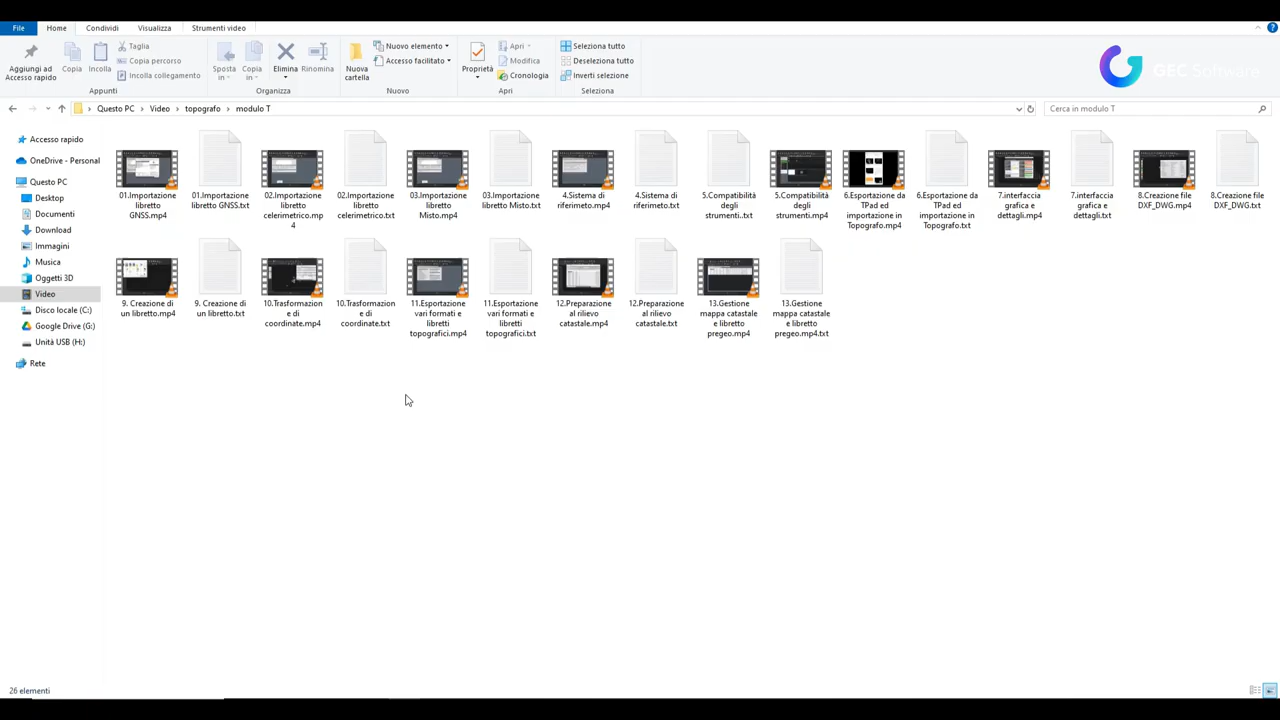 File
Home
Condividi
Visualizza
Strumenti video
Aggiungi ad
Accesso rapido
Copia
Incolla
Taglia
Copia percorso
Incolla collegamento
Appunti
Sposta
in
Copia
in
Elimina
Rinomina
Organizza
Nuova
cartella
Nuovo elemento
Accesso facilitato
Nuovo
Proprietà
Apri
Modifica
Cronologia
Apri
Seleziona tutto
Deseleziona tutto
Inverti selezione
Selezione
GEC Software
Questo PC > Video > topografo > modulo T
Cerca in modulo T
Accesso rapido
OneDrive - Personal
Questo PC
Desktop
Documenti
Download
Immagini
Musica
Oggetti 3D
Video
Disco locale (C:)
Google Drive (G:)
Unità USB (H:)
Rete
01.Importazione
libretto
GNSS.mp4
01.Importazione
libretto GNSS.txt
02.Importazione
libretto
celerimetrico.mp
4
02.Importazione
libretto
celerimetrico.txt
03.Importazione
libretto
Misto.mp4
03.Importazione
libretto Misto.txt
4.Sistema di
riferimeto.mp4
4.Sistema di
riferimeto.txt
5.Compatibilità
degli
strumenti..txt
5.Compatibilità
degli
strumenti.mp4
6.Esportazione da
TPad ed
importazione in
Topografo.mp4
6.Esportazione da
TPad ed
importazione in
Topografo.txt
7.interfaccia
grafica e
dettagli.mp4
7.interfaccia
grafica e
dettagli.txt
8.Creazione file
DXF_DWG.mp4
8.Creazione file
DXF_DWG.txt
9. Creazione di
un libretto.mp4
9. Creazione di
un libretto.txt
10.Trasformazion
e di
coordinate.mp4
10.Trasformazion
e di
coordinate.txt
11.Esportazione
vari formati e
libretti
topografici.mp4
11.Esportazione
vari formati e
libretti
topografici.txt
12.Preparazione
al rilievo
catastale.mp4
12.Preparazione
al rilievo
catastale.txt
13.Gestione
mappa catastale
e libretto
pregeo.mp4
13.Gestione
mappa catastale
e libretto
pregeo.mp4.txt
26 elementi